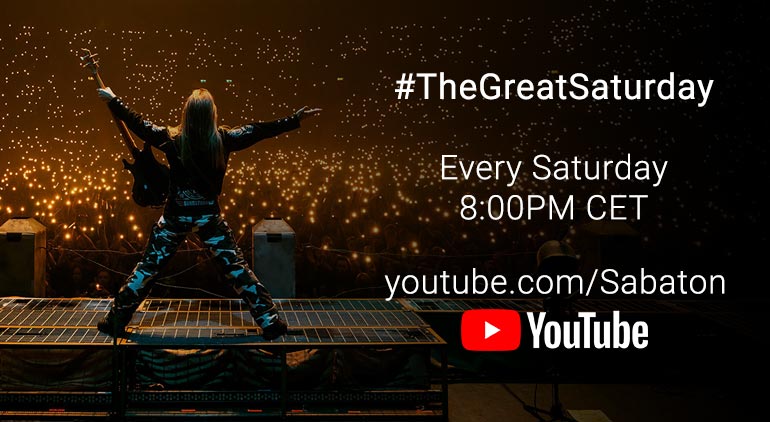 #TheGreatSaturday
Every Saturday
8:00PM CET
youtube.com/Sabaton
YouTube